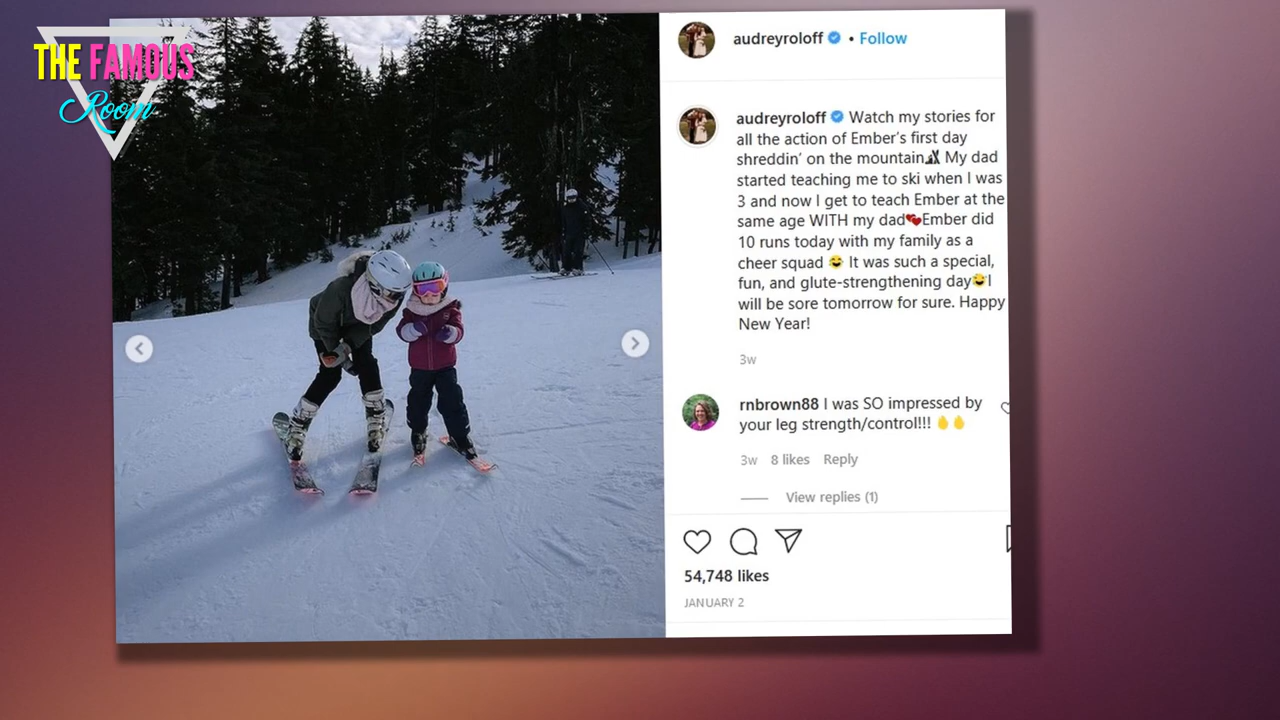 THE FAMOUS
Room
audreyroloff • Follow
audreyroloff Watch my stories for
all the action of Ember's first day
shreddin' on the mountain My dad
started teaching me to ski when I was
3 and now I get to teach Ember at the
same age WITH my dad💕Ember did
10 runs today with my family as a
cheer squad 😂 It was such a special,
fun, and glute-strengthening day😂I
will be sore tomorrow for sure. Happy
New Year!
3w
rnbrown88 I was SO impressed by
your leg strength/control!!! 
3w 8 likes Reply
View replies (1)
54,748 likes
JANUARY 2